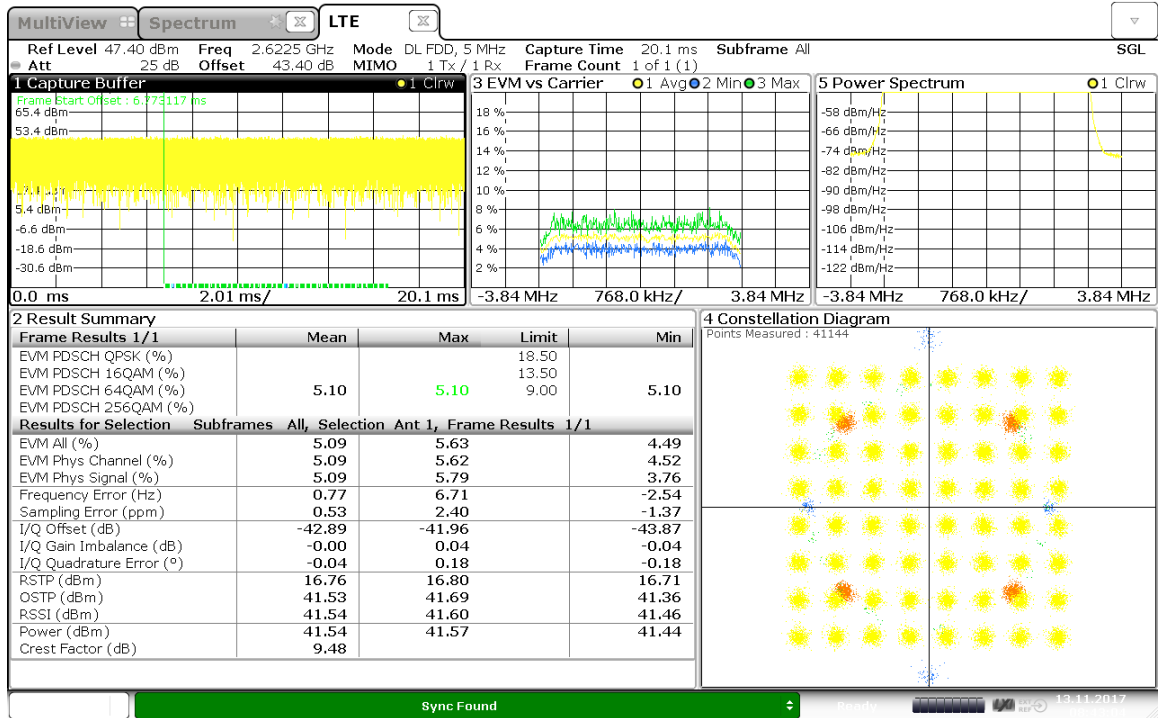 MultiView Spectrum LTE
Ref Level 47.40 dBm Freq 2.6225 GHz Mode DL FDD, 5 MHz Capture Time 20.1 ms Subframe All SGL
Att 25 dB Offset 43.40 dB MIMO 1 Tx / 1 Rx Frame Count 1 of 1 (1)
1 Capture Buffer 1 Clrw
Frame Start Offset : 6.773117 ms
65.4 dBm
53.4 dBm
5.4 dBm
-6.6 dBm
-18.6 dBm
-30.6 dBm
0.0 ms 2.01 ms/ 20.1 ms
3 EVM vs Carrier 1 Avg 2 Min 3 Max
18 %
16 %
14 %
12 %
10 %
8 %
6 %
4 %
2 %
-3.84 MHz 768.0 kHz/ 3.84 MHz
5 Power Spectrum 1 Clrw
-58 dBm/Hz
-66 dBm/Hz
-74 dBm/Hz
-82 dBm/Hz
-90 dBm/Hz
-98 dBm/Hz
-106 dBm/Hz
-114 dBm/Hz
-122 dBm/Hz
-3.84 MHz 768.0 kHz/ 3.84 MHz
2 Result Summary
Frame Results 1/1 Mean Max Limit Min
EVM PDSCH QPSK (%) 18.50
EVM PDSCH 16QAM (%) 13.50
EVM PDSCH 64QAM (%) 5.10 5.10 9.00 5.10
EVM PDSCH 256QAM (%)
Results for Selection Subframes All, Selection Ant 1, Frame Results 1/1
EVM All (%) 5.09 5.63 4.49
EVM Phys Channel (%) 5.09 5.62 4.52
EVM Phys Signal (%) 5.09 5.79 3.76
Frequency Error (Hz) 0.77 6.71 -2.54
Sampling Error (ppm) 0.53 2.40 -1.37
I/Q Offset (dB) -42.89 -41.96 -43.87
I/Q Gain Imbalance (dB) -0.00 0.04 -0.04
I/Q Quadrature Error (º) -0.04 0.18 -0.18
RSTP (dBm) 16.76 16.80 16.71
OSTP (dBm) 41.53 41.69 41.36
RSSI (dBm) 41.54 41.60 41.46
Power (dBm) 41.54 41.57 41.44
Crest Factor (dB) 9.48
4 Constellation Diagram
Points Measured : 41144
Sync Found
Ready
LXI
13.11.2017